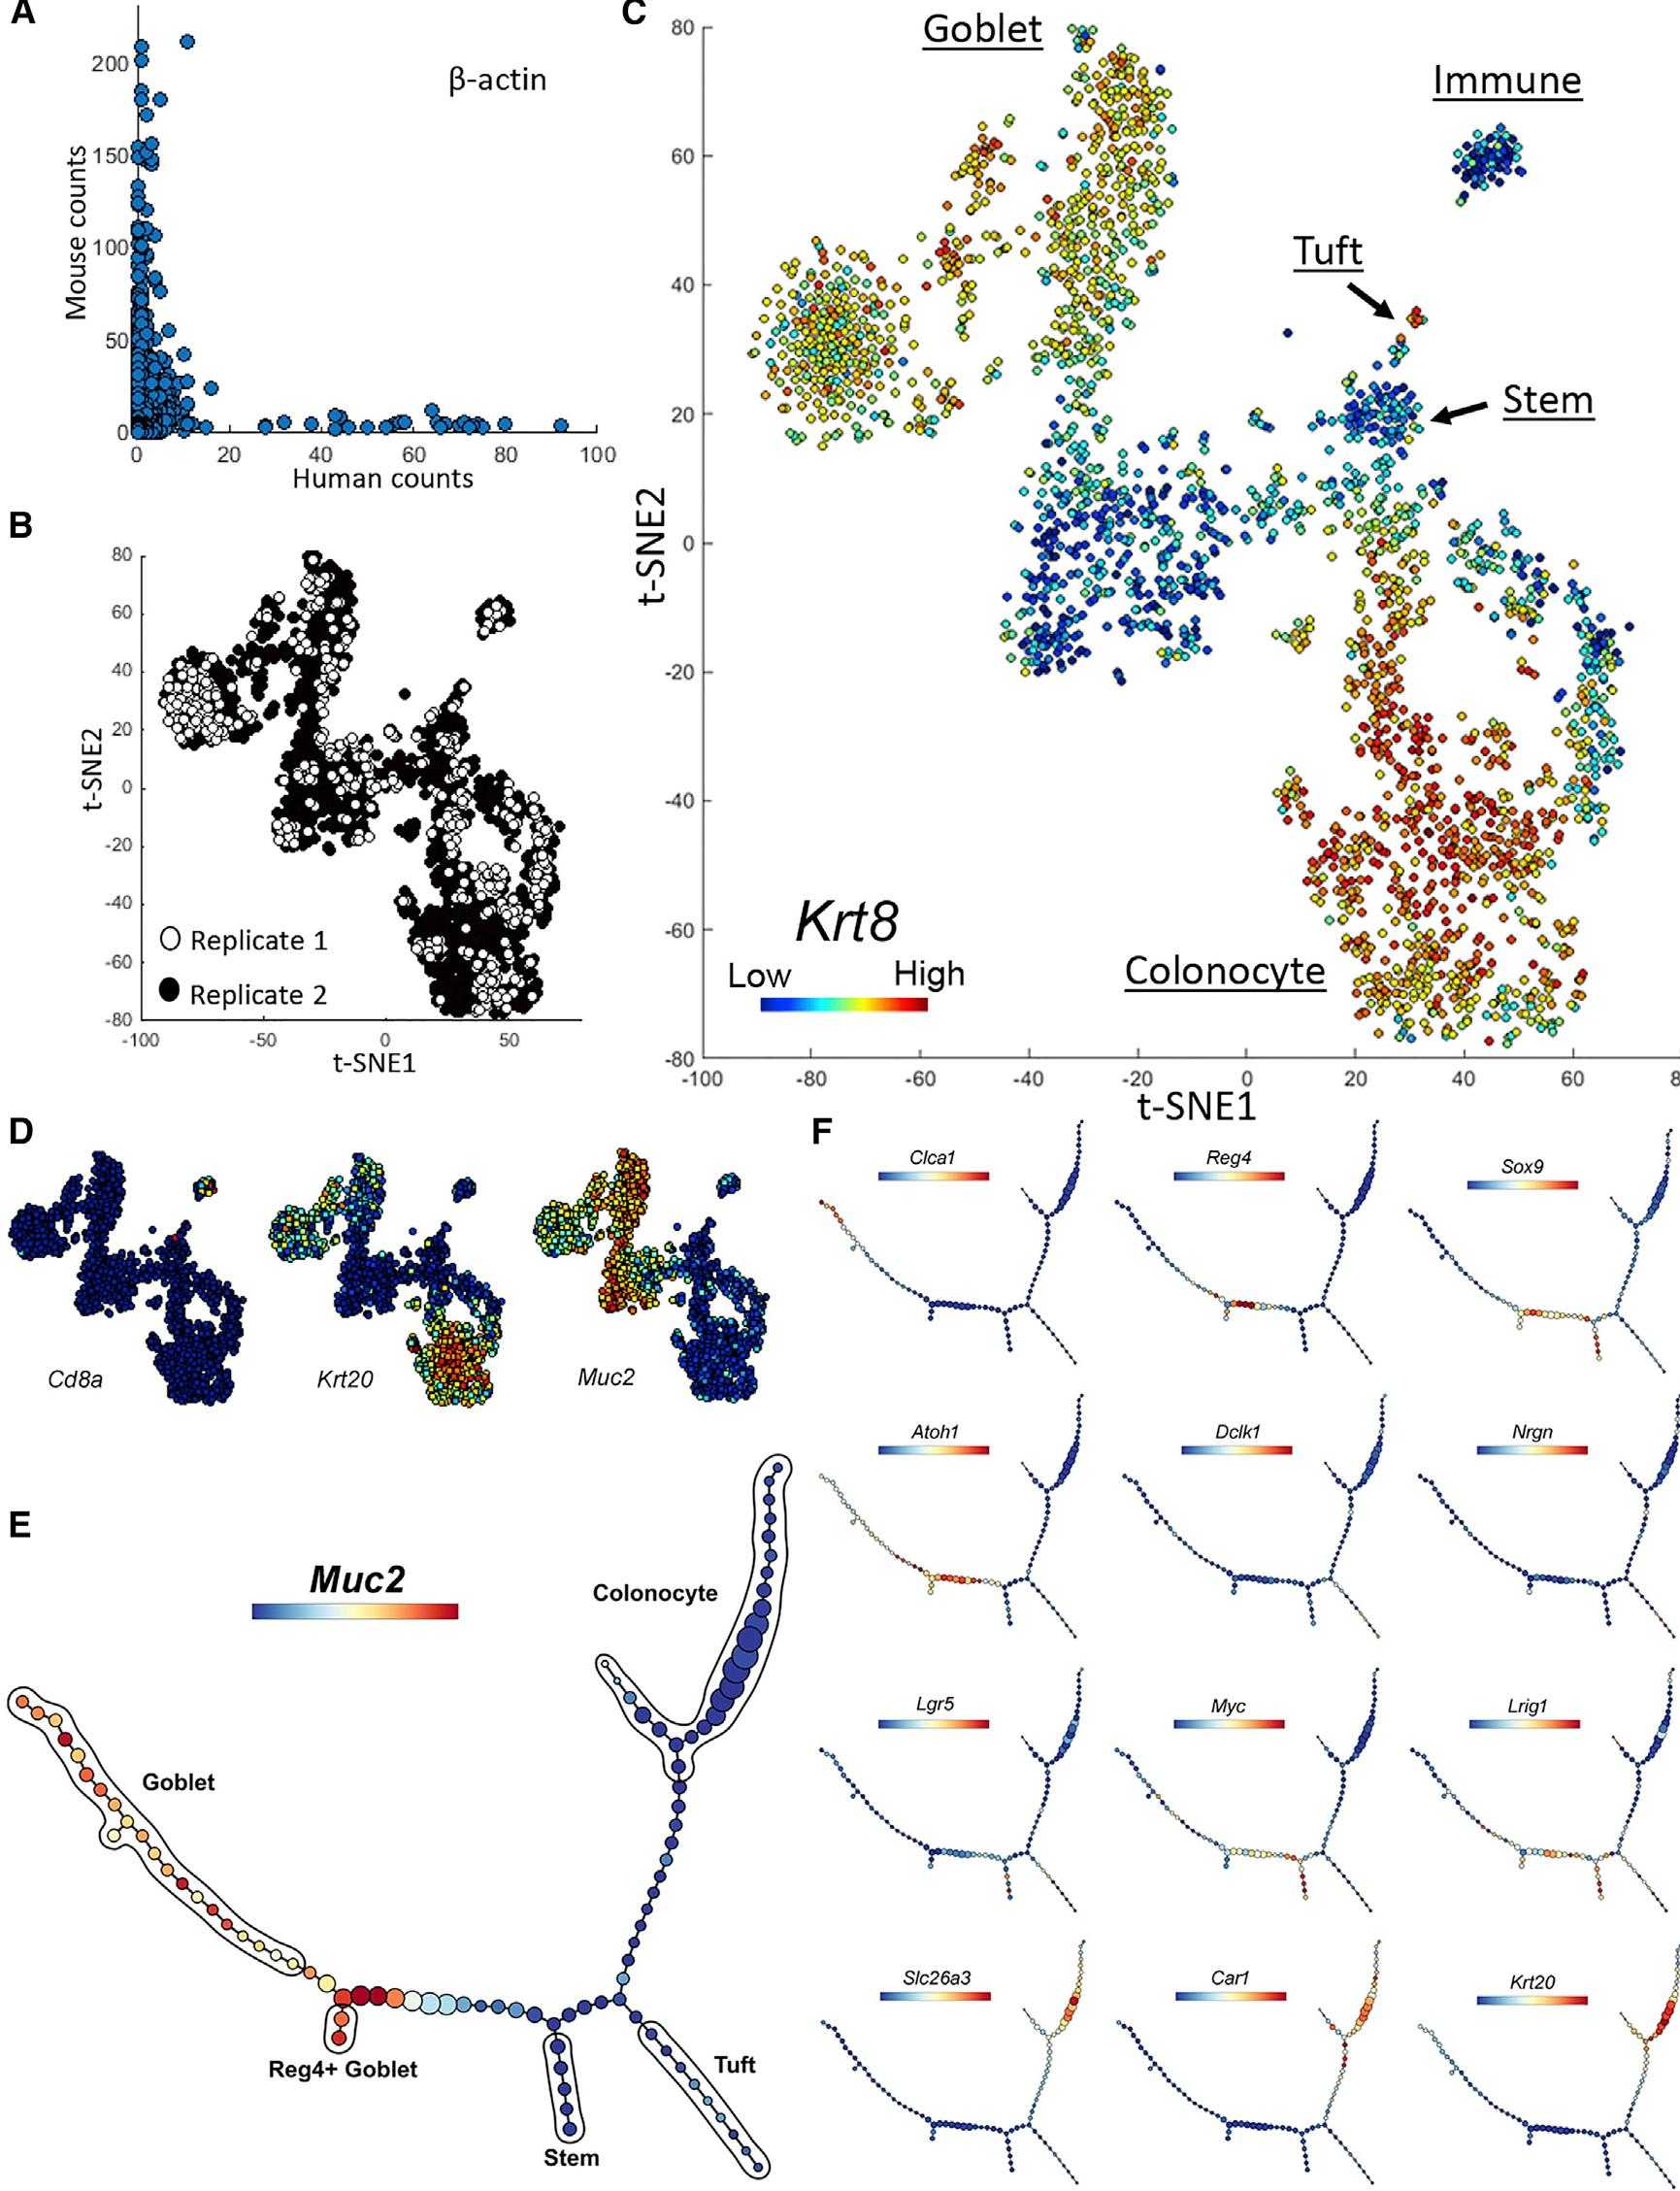 A
β-actin
Mouse counts
200
150
100
50
0
0 20 40 60 80 100
Human counts
B
80
60
40
20
0
-20
-40
-60
-80
t-SNE2
Replicate 1
Replicate 2
-100 -50 0 50
t-SNE1
C
Goblet
Immune
Tuft
Stem
Colonocyte
Krt8
Low High
80
60
40
20
0
-20
-40
-60
-80
t-SNE2
-100 -80 -60 -40 -20 0 20 40 60 8
t-SNE1
D
Cd8a
Krt20
Muc2
E
Muc2
Colonocyte
Goblet
Reg4+ Goblet
Tuft
Stem
F
Clca1
Reg4
Sox9
Atoh1
Dclk1
Nrgn
Lgr5
Myc
Lrig1
Slc26a3
Car1
Krt20